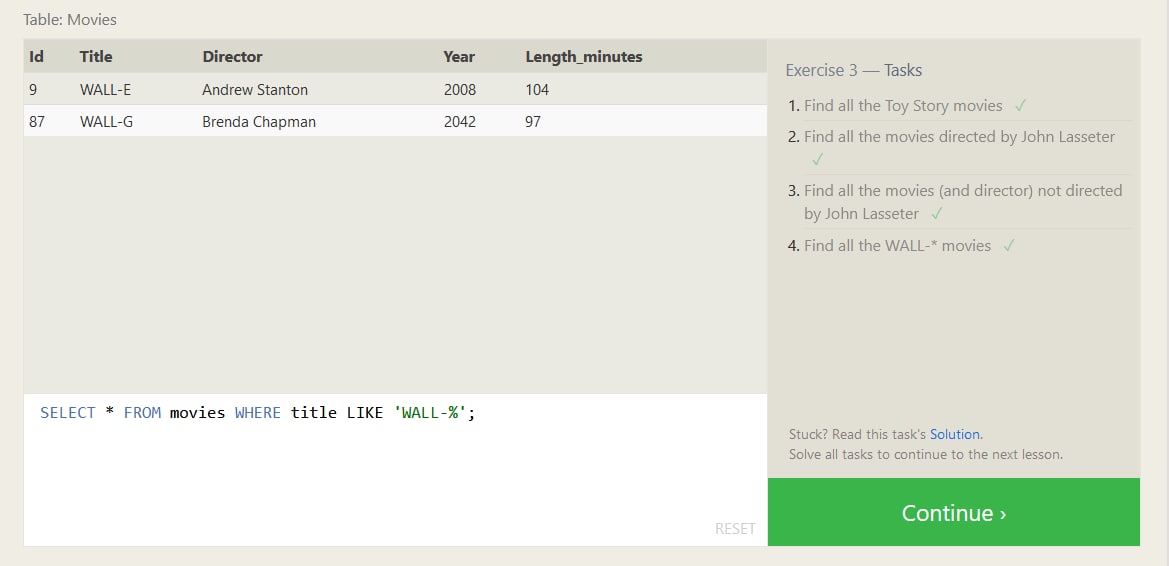 Table: Movies
Id Title Director Year Length_minutes
9 WALL-E Andrew Stanton 2008 104
87 WALL-G Brenda Chapman 2042 97
SELECT * FROM movies WHERE title LIKE 'WALL-%';
RESET
Exercise 3 — Tasks
1. Find all the Toy Story movies ✓
2. Find all the movies directed by John Lasseter
✓
3. Find all the movies (and director) not directed
by John Lasseter ✓
4. Find all the WALL-* movies ✓
Stuck? Read this task's Solution.
Solve all tasks to continue to the next lesson.
Continue ›